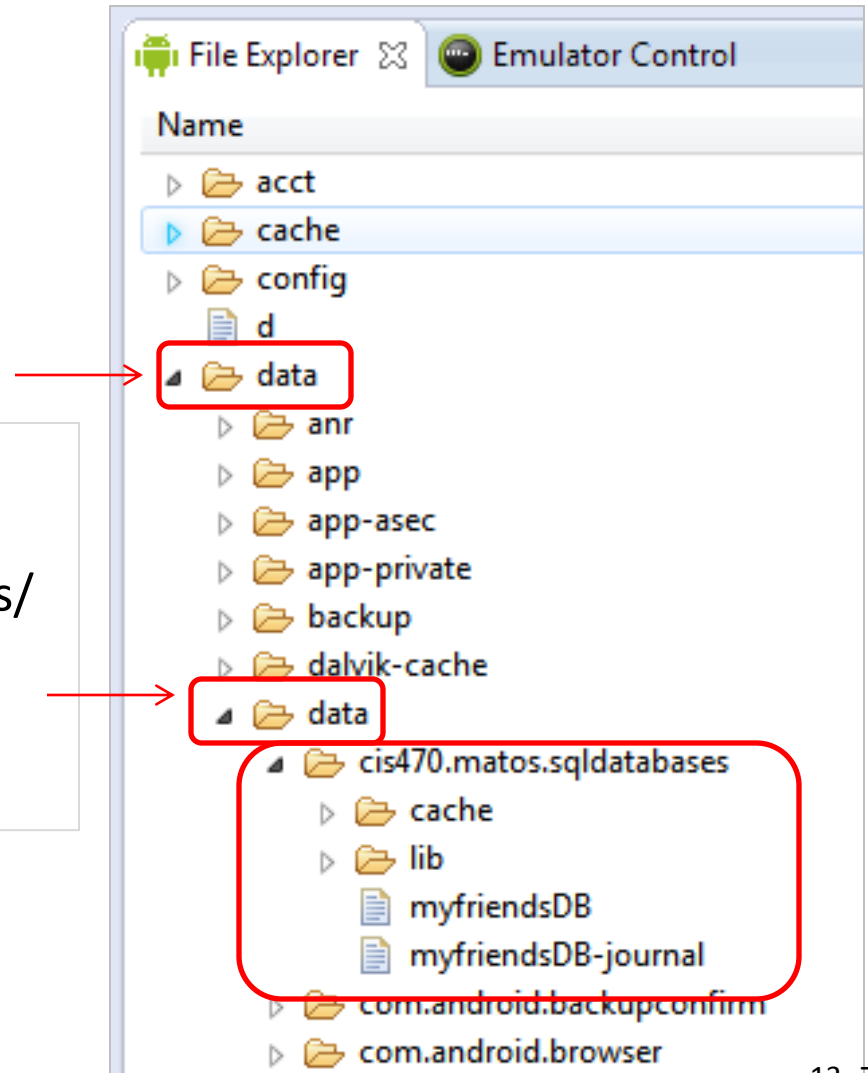 File Explorer Emulator Control
Name
acct
cache
config
d
data
anr
app
app-asec
app-private
s/
backup
dalvik-cache
data
cis470.matos.sqldatabases
cache
lib
myfriendsDB
myfriendsDB-journal
com.android.backupconfirm
com.android.browser